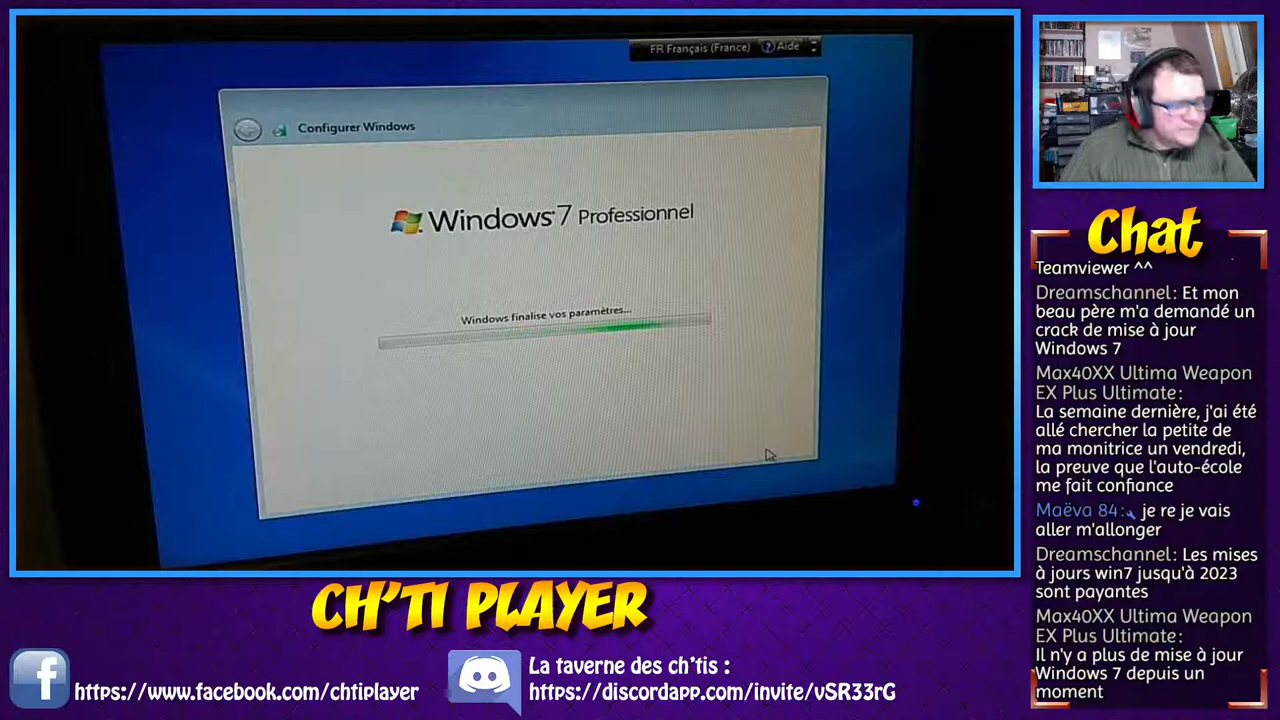 FR Français (France) Aide
Configurer Windows
Windows 7 Professionnel
Windows finalise vos paramètres...
Chat
Teamviewer ^^
Dreamschannel: Et mon
beau père m'a demandé un
crack de mise à jour
Windows 7
Max40XX Ultima Weapon
EX Plus Ultimate:
La semaine dernière, j'ai été
allé chercher la petite de
ma monitrice un vendredi,
la preuve que l'auto-école
me fait confiance
Maëva 84: je re je vais
aller m'allonger
Dreamschannel: Les mises
à jours win7 jusqu'à 2023
sont payantes
Max40XX Ultima Weapon
EX Plus Ultimate:
Il n'y a plus de mise à jour
Windows 7 depuis un
moment
CH'TI PLAYER
https://www.facebook.com/chtiplayer
La taverne des ch'tis :
https://discordapp.com/invite/vSR33rG